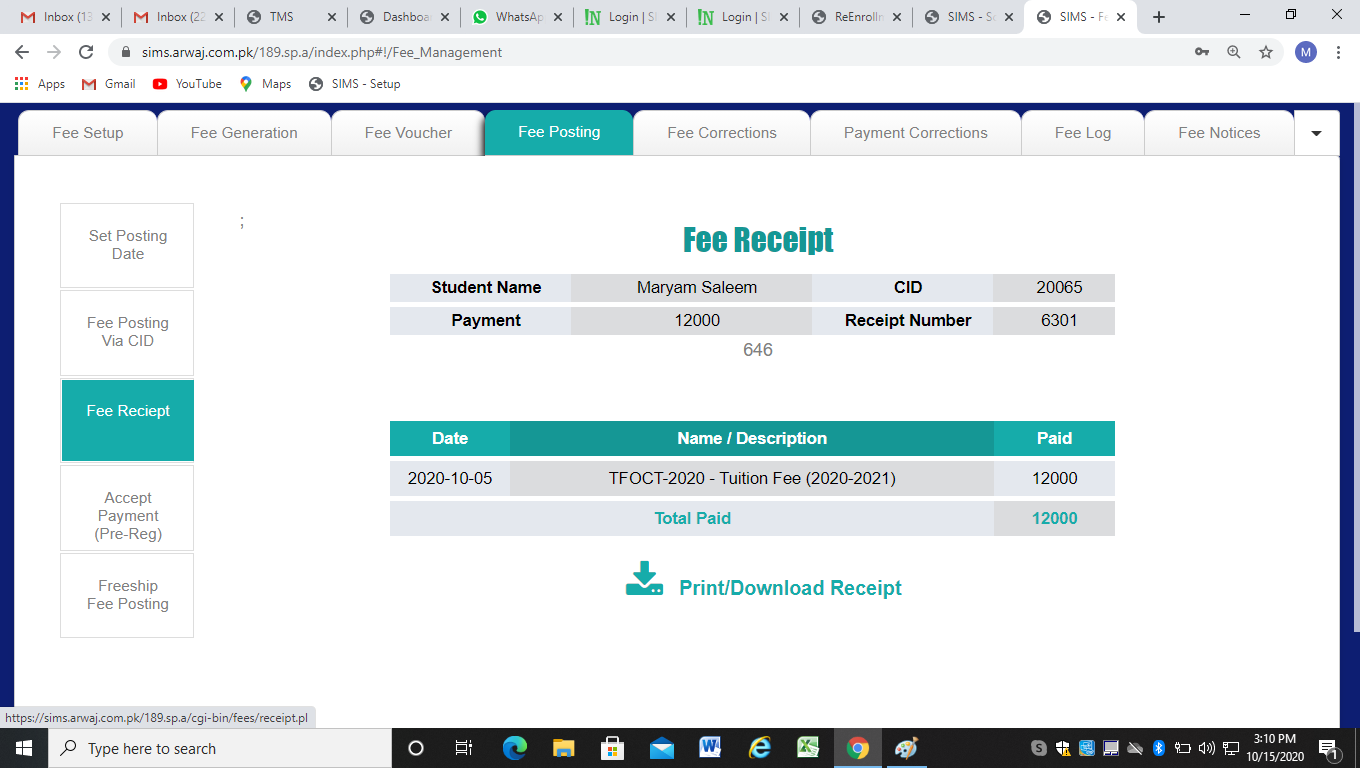 Inbox (13
Inbox (22
TMS
Dashboa
WhatsAp
Login | S
Login | S
ReEnrolln
SIMS - Sc
SIMS - Fe
sims.arwaj.com.pk/189.sp.a/index.php#!/Fee_Management
M
Apps
Gmail
YouTube
Maps
SIMS - Setup
Fee Setup
Fee Generation
Fee Voucher
Fee Posting
Fee Corrections
Payment Corrections
Fee Log
Fee Notices
Set Posting
Date
Fee Posting
Via CID
Fee Reciept
Accept
Payment
(Pre-Reg)
Freeship
Fee Posting
;
Fee Receipt
Student Name Maryam Saleem CID 20065
Payment 12000 Receipt Number 6301
646
Date Name / Description Paid
2020-10-05 TFOCT-2020 - Tuition Fee (2020-2021) 12000
Total Paid 12000
Print/Download Receipt
https://sims.arwaj.com.pk/189.sp.a/cgi-bin/fees/receipt.pl
Type here to search
3:10 PM
10/15/2020
1